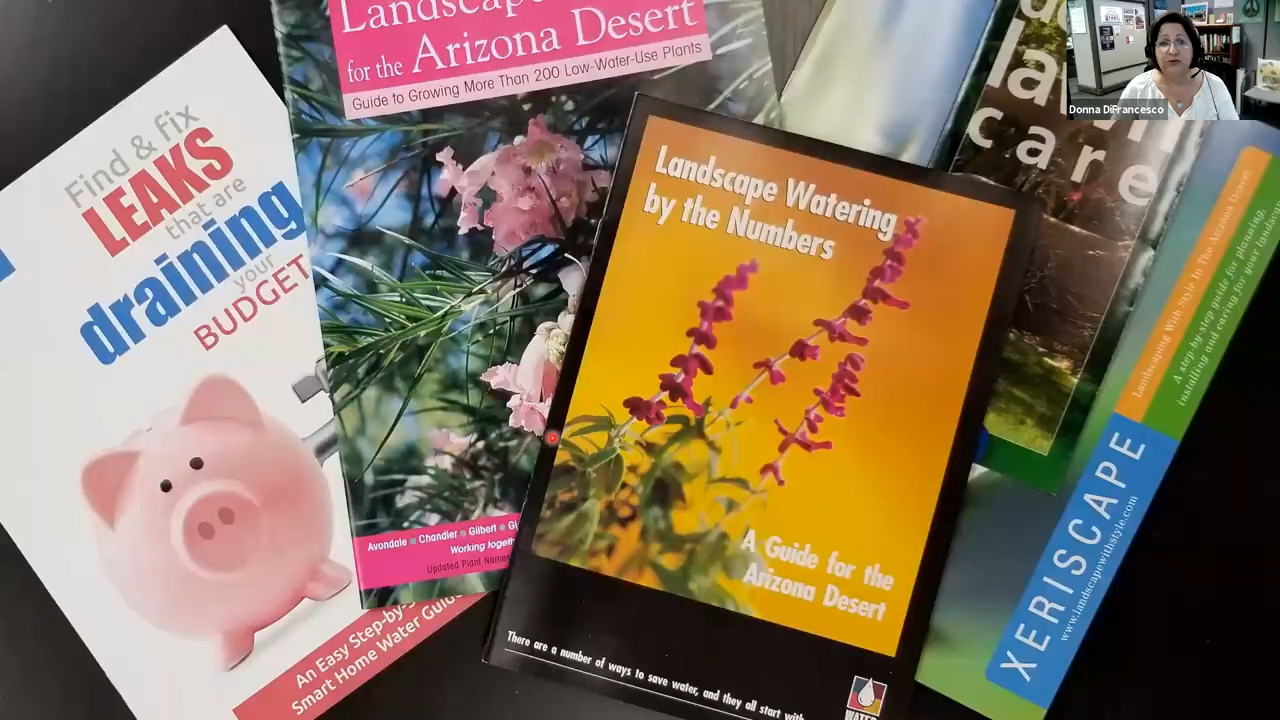 Find & fix
LEAKS
that are
draining
your
BUDGET
An Easy Step-by-
Smart Home Water Guide
Landscape
for the Arizona Desert
Guide to Growing More Than 200 Low-Water-Use Plants
Avondale Chandler Gilbert
Working
Updated Plant Names
Landscape Watering
by the Numbers
A Guide for the
Arizona Desert
There are a number of ways to save water, and they all start with
WATER
care
Landscaping With Style In The Arizona Desert
A step-by-step guide for planning,
installing and caring for your
XERISCAPE
www.landscapewithstyle.com
Donna DiFrancesco